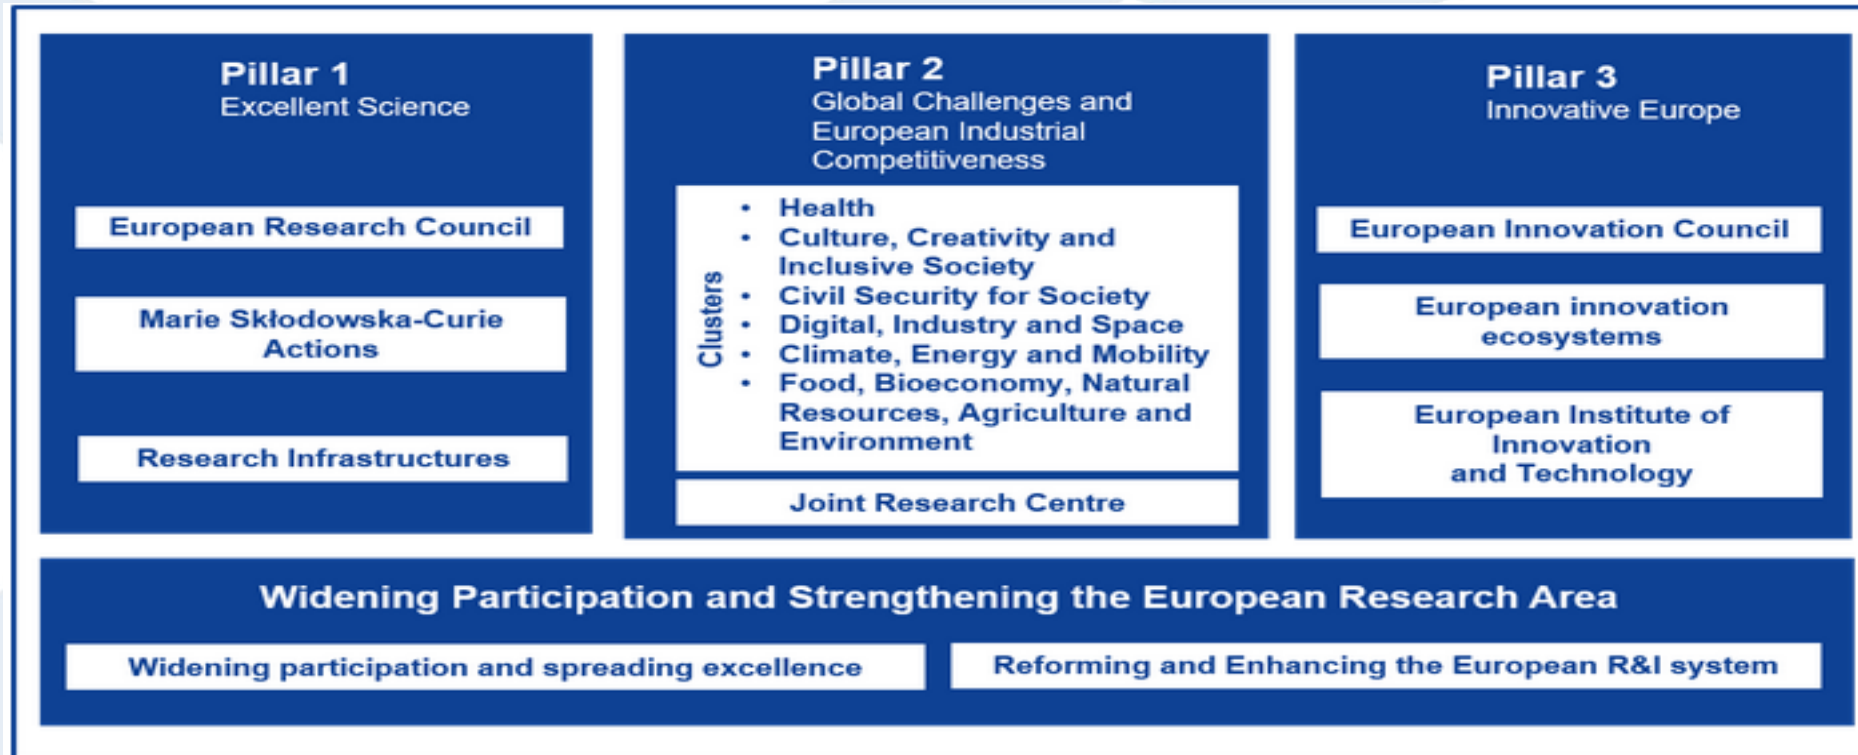 Pillar 1
Excellent Science
European Research Council
Marie Skłodowska-Curie
Actions
Research Infrastructures
Pillar 2
Global Challenges and
European Industrial
Competitiveness
Clusters
• Health
• Culture, Creativity and
Inclusive Society
• Civil Security for Society
• Digital, Industry and Space
• Climate, Energy and Mobility
• Food, Bioeconomy, Natural
Resources, Agriculture and
Environment
Joint Research Centre
Pillar 3
Innovative Europe
European Innovation Council
European innovation
ecosystems
European Institute of
Innovation
and Technology
Widening Participation and Strengthening the European Research Area
Widening participation and spreading excellence
Reforming and Enhancing the European R&I system